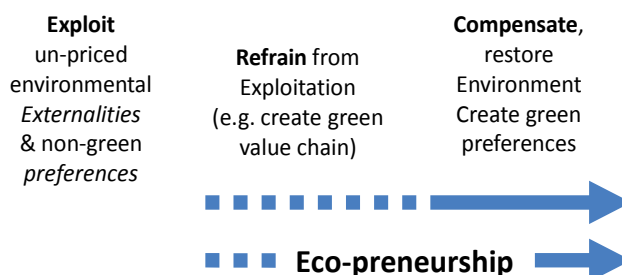 Exploit
un-priced
environmental
Externalities
& non-green
preferences
Refrain from
Exploitation
(e.g. create green
value chain)
Compensate,
restore
Environment
Create green
preferences
Eco-preneurship